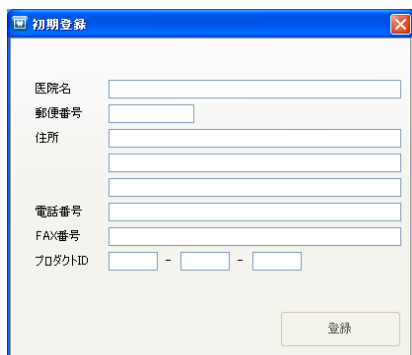 初期登録
医院名
郵便番号
住所
電話番号
FAX番号
プロダクトID - -
登録